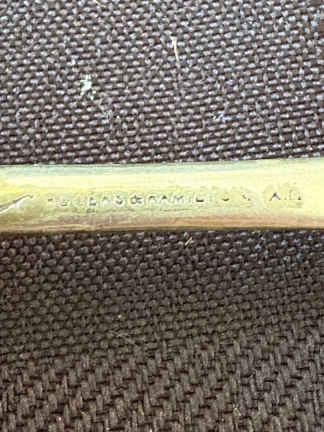 ROGERS & HAMILTON A.1.